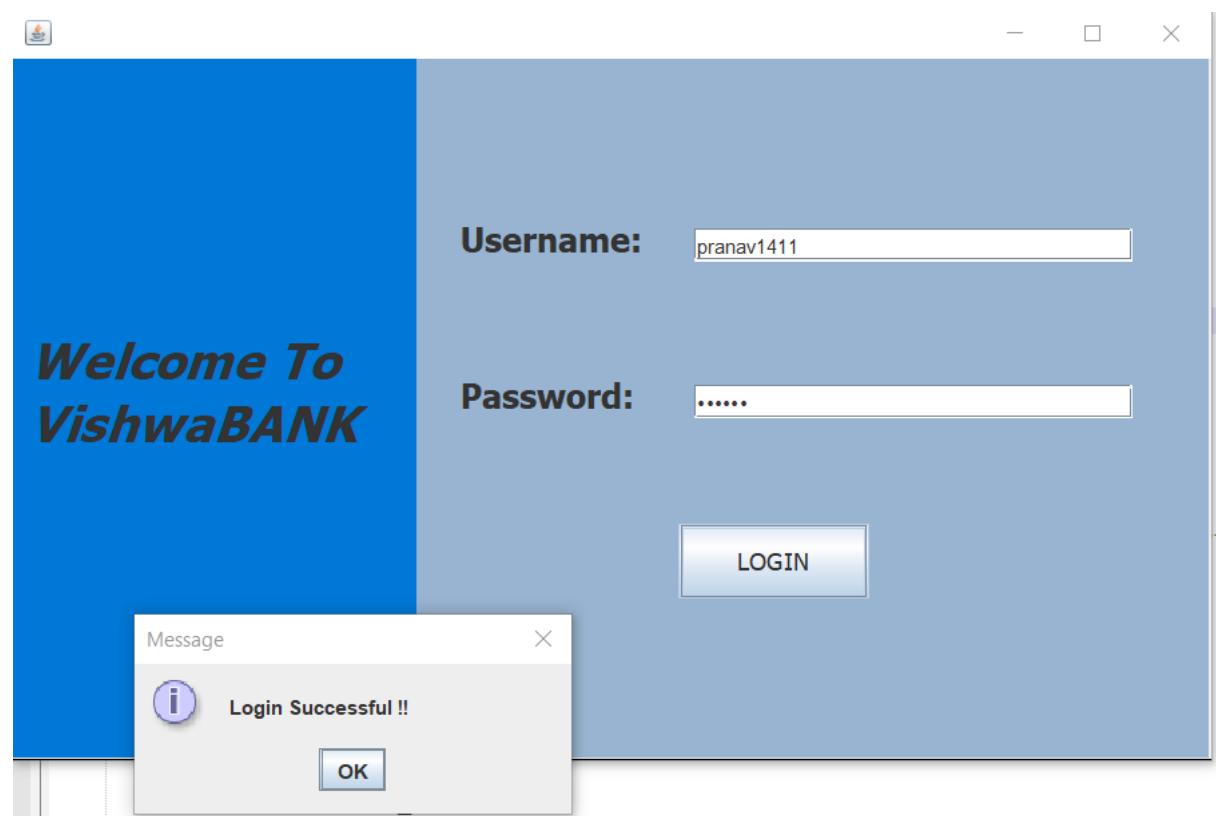 Welcome To
VishwaBANK
Username:
pranav1411
Password:
••••••
LOGIN
Message
Login Successful !!
OK